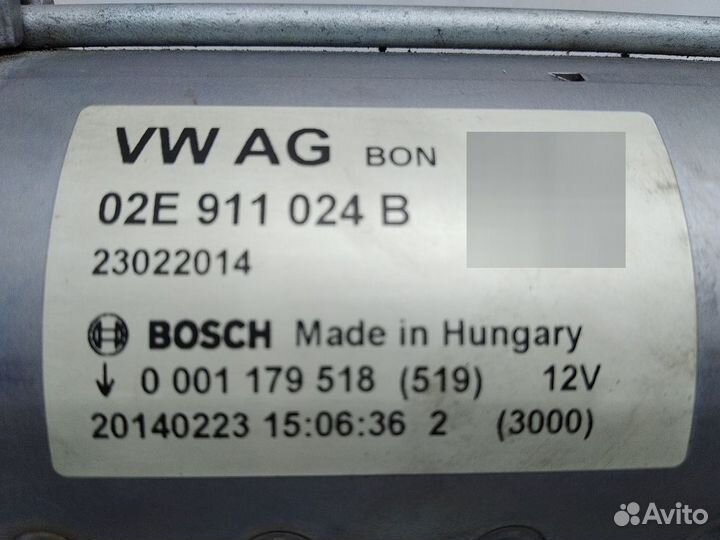 VW AG BON
02E 911 024 B
23022014
BOSCH Made in Hungary
↓ 0 001 179 518 (519) 12V
20140223 15:06:36 2 (3000)
Avito